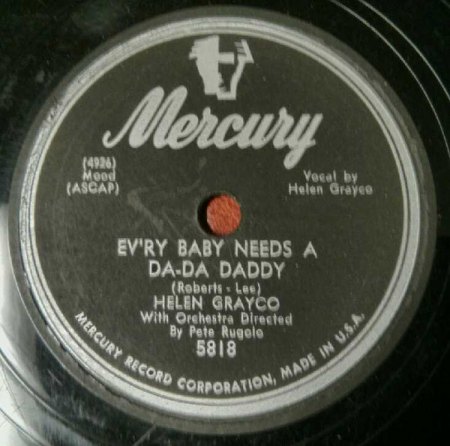 Mercury
(4926)
Mood
(ASCAP)
Vocal by
Helen Grayco
EV'RY BABY NEEDS A
DA-DA DADDY
(Roberts - Lee)
HELEN GRAYCO
With Orchestra Directed
By Pete Rugolo
5818
MERCURY RECORD CORPORATION, MADE IN U.S.A.